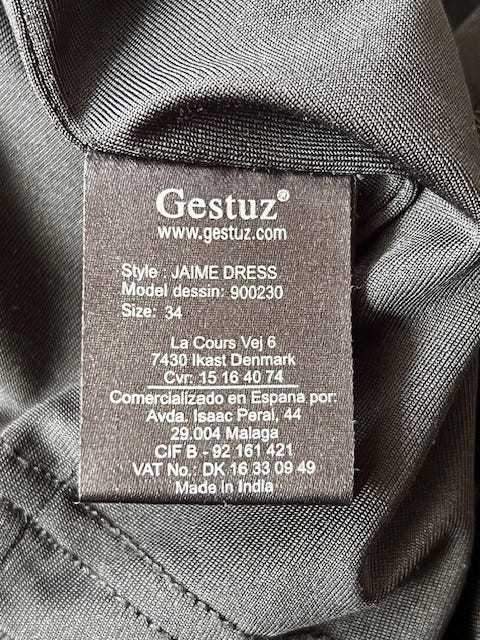 Gestuz®
www.gestuz.com
Style : JAIME DRESS
Model dessin: 900230
Size: 34
La Cours Vej 6
7430 Ikast Denmark
Cvr: 15 16 40 74
Comercializado en Espana por:
Avda. Isaac Peral, 44
29.004 Malaga
CIF B - 92 161 421
VAT No.. DK 16 33 09 49
Made in India